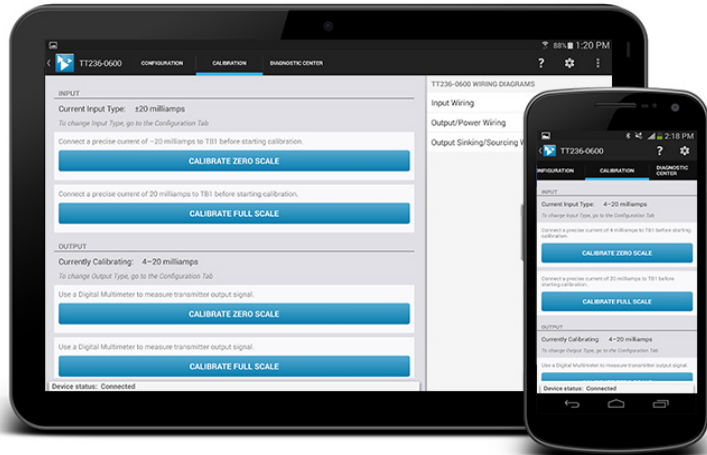 88% 1:20 PM
TT236-0600 CONFIGURATION CALIBRATION DIAGNOSTIC CENTER ?
INPUT
Current Input Type: ±20 milliamps
To change Input Type, go to the Configuration Tab
Connect a precise current of −20 milliamps to TB1 before starting calibration.
CALIBRATE ZERO SCALE
Connect a precise current of 20 milliamps to TB1 before starting calibration.
CALIBRATE FULL SCALE
OUTPUT
Currently Calibrating: 4−20 milliamps
To change Output Type, go to the Configuration Tab
Use a Digital Multimeter to measure transmitter output signal.
CALIBRATE ZERO SCALE
Use a Digital Multimeter to measure transmitter output signal.
CALIBRATE FULL SCALE
Device status: Connected
TT236-0600 WIRING DIAGRAMS
Input Wiring
Output/Power Wiring
Output Sinking/Sourcing W
2:18 PM
TT236-0600 ?
NFIGURATION CALIBRATION DIAGNOSTIC
CENTER
INPUT
Current Input Type: 4−20 milliamps
To change Input Type, go to the Configuration Tab
Connect a precise current of 4 milliamps to TB1 before starting
calibration.
CALIBRATE ZERO SCALE
Connect a precise current of 20 milliamps to TB1 before
starting calibration.
CALIBRATE FULL SCALE
OUTPUT
Currently Calibrating: 4−20 milliamps
To change Output Type, go to the Configuration Tab
Use a Digital Multimeter to measure transmitter output signal.
CALIBRATE ZERO SCALE
Device status: Connected